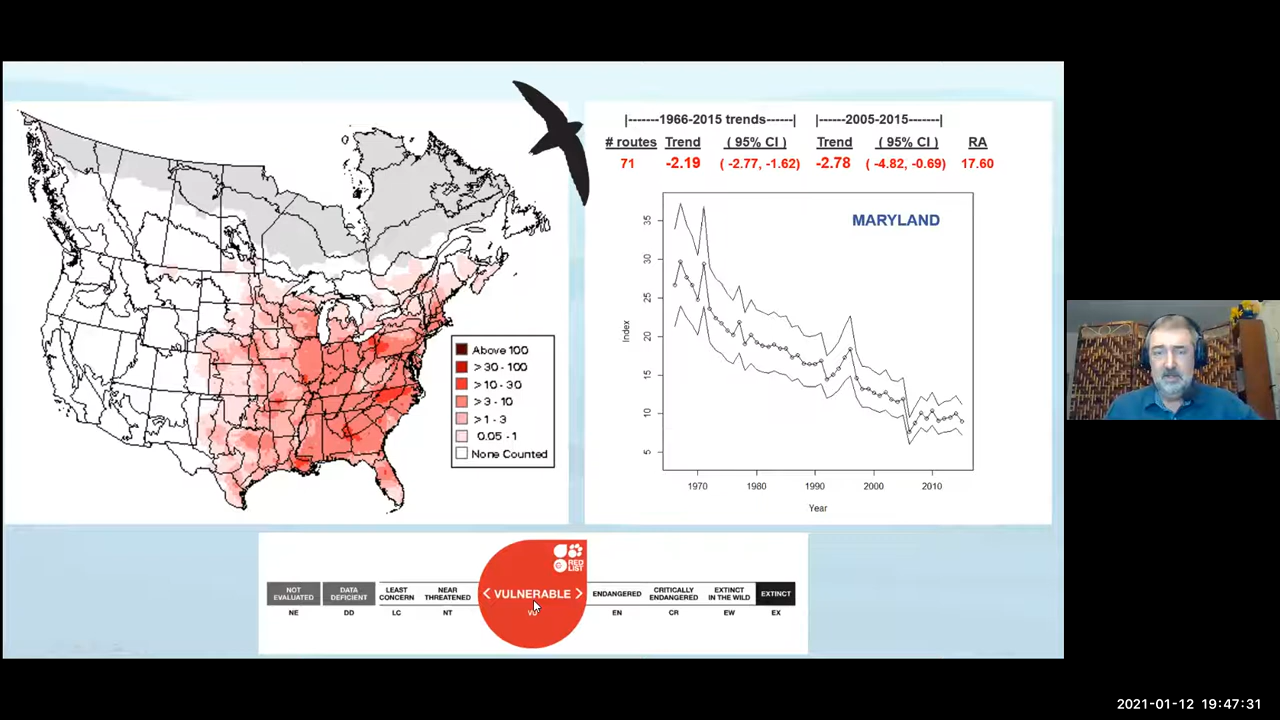 |-------1966-2015 trends------| |------2005-2015-------|
# routes Trend ( 95% CI ) Trend ( 95% CI ) RA
71 -2.19 ( -2.77, -1.62) -2.78 ( -4.82, -0.69) 17.60
MARYLAND
35
30
25
20
15
10
5
Index
1970 1980 1990 2000 2010
Year
Above 100
>30 - 100
>10 - 30
>3 - 10
>1 - 3
0.05 - 1
None Counted
RED
LIST
NOT
EVALUATED
NE
DATA
DEFICIENT
DD
LEAST
CONCERN
LC
NEAR
THREATENED
NT
< VULNERABLE >
VU
ENDANGERED
EN
CRITICALLY
ENDANGERED
CR
EXTINCT
IN THE WILD
EW
EXTINCT
EX
2021-01-12 19:47:31